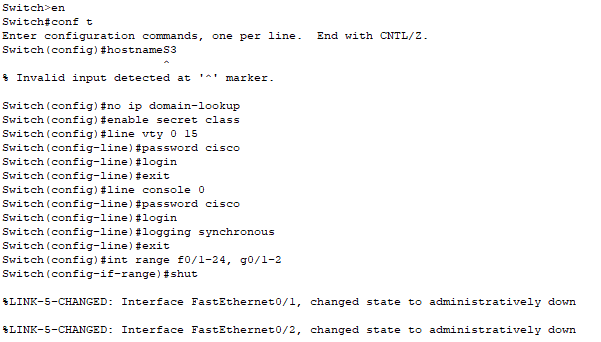 Switch>en
Switch#conf t
Enter configuration commands, one per line.  End with CNTL/Z.
Switch(config)#hostnameS3
                        ^
% Invalid input detected at '^' marker.

Switch(config)#no ip domain-lookup
Switch(config)#enable secret class
Switch(config)#line vty 0 15
Switch(config-line)#password cisco
Switch(config-line)#login
Switch(config-line)#exit
Switch(config)#line console 0
Switch(config-line)#password cisco
Switch(config-line)#login
Switch(config-line)#logging synchronous
Switch(config-line)#exit
Switch(config)#int range f0/1-24, g0/1-2
Switch(config-if-range)#shut

%LINK-5-CHANGED: Interface FastEthernet0/1, changed state to administratively down

%LINK-5-CHANGED: Interface FastEthernet0/2, changed state to administratively down